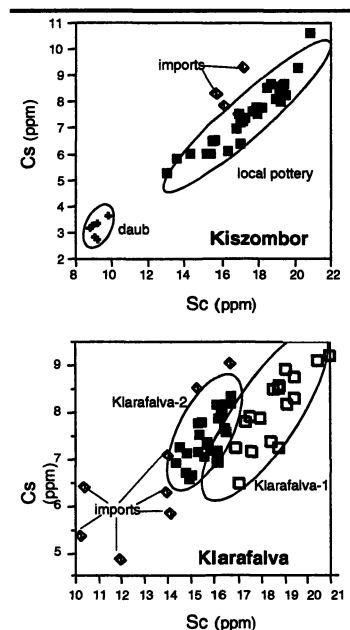 11
10
9
8
7
6
5
4
3
2
Cs (ppm)
imports
local pottery
daub
Kiszombor
8 10 12 14 16 18 20 22
Sc (ppm)
9
8
7
6
5
Cs (ppm)
Klarafalva-2
Klarafalva-1
imports
Klarafalva
10 11 12 13 14 15 16 17 18 19 20 21
Sc (ppm)